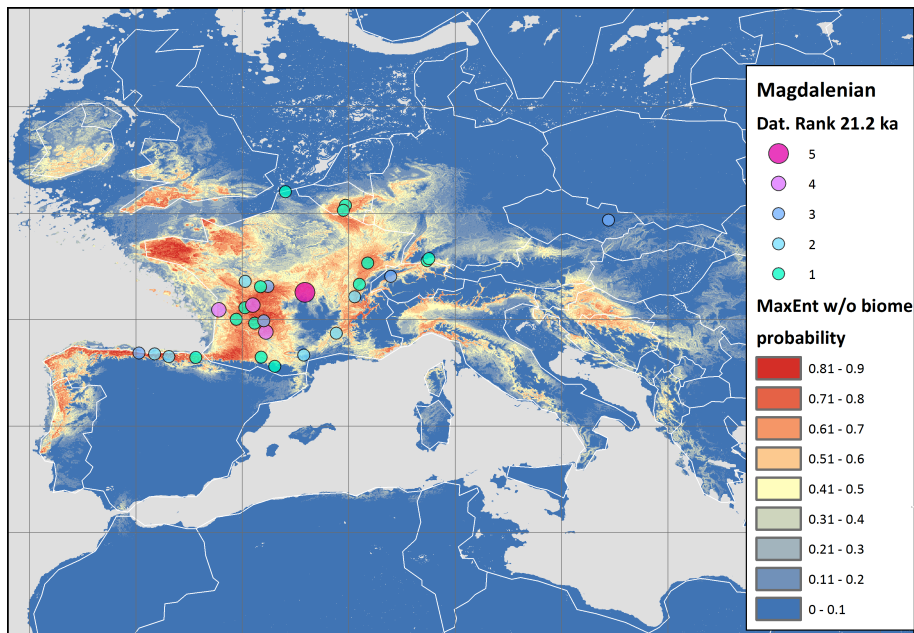 Magdalenian
Dat. Rank 21.2 ka
5
4
3
2
1
MaxEnt w/o biome
probability
0.81 - 0.9
0.71 - 0.8
0.61 - 0.7
0.51 - 0.6
0.41 - 0.5
0.31 - 0.4
0.21 - 0.3
0.11 - 0.2
0 - 0.1